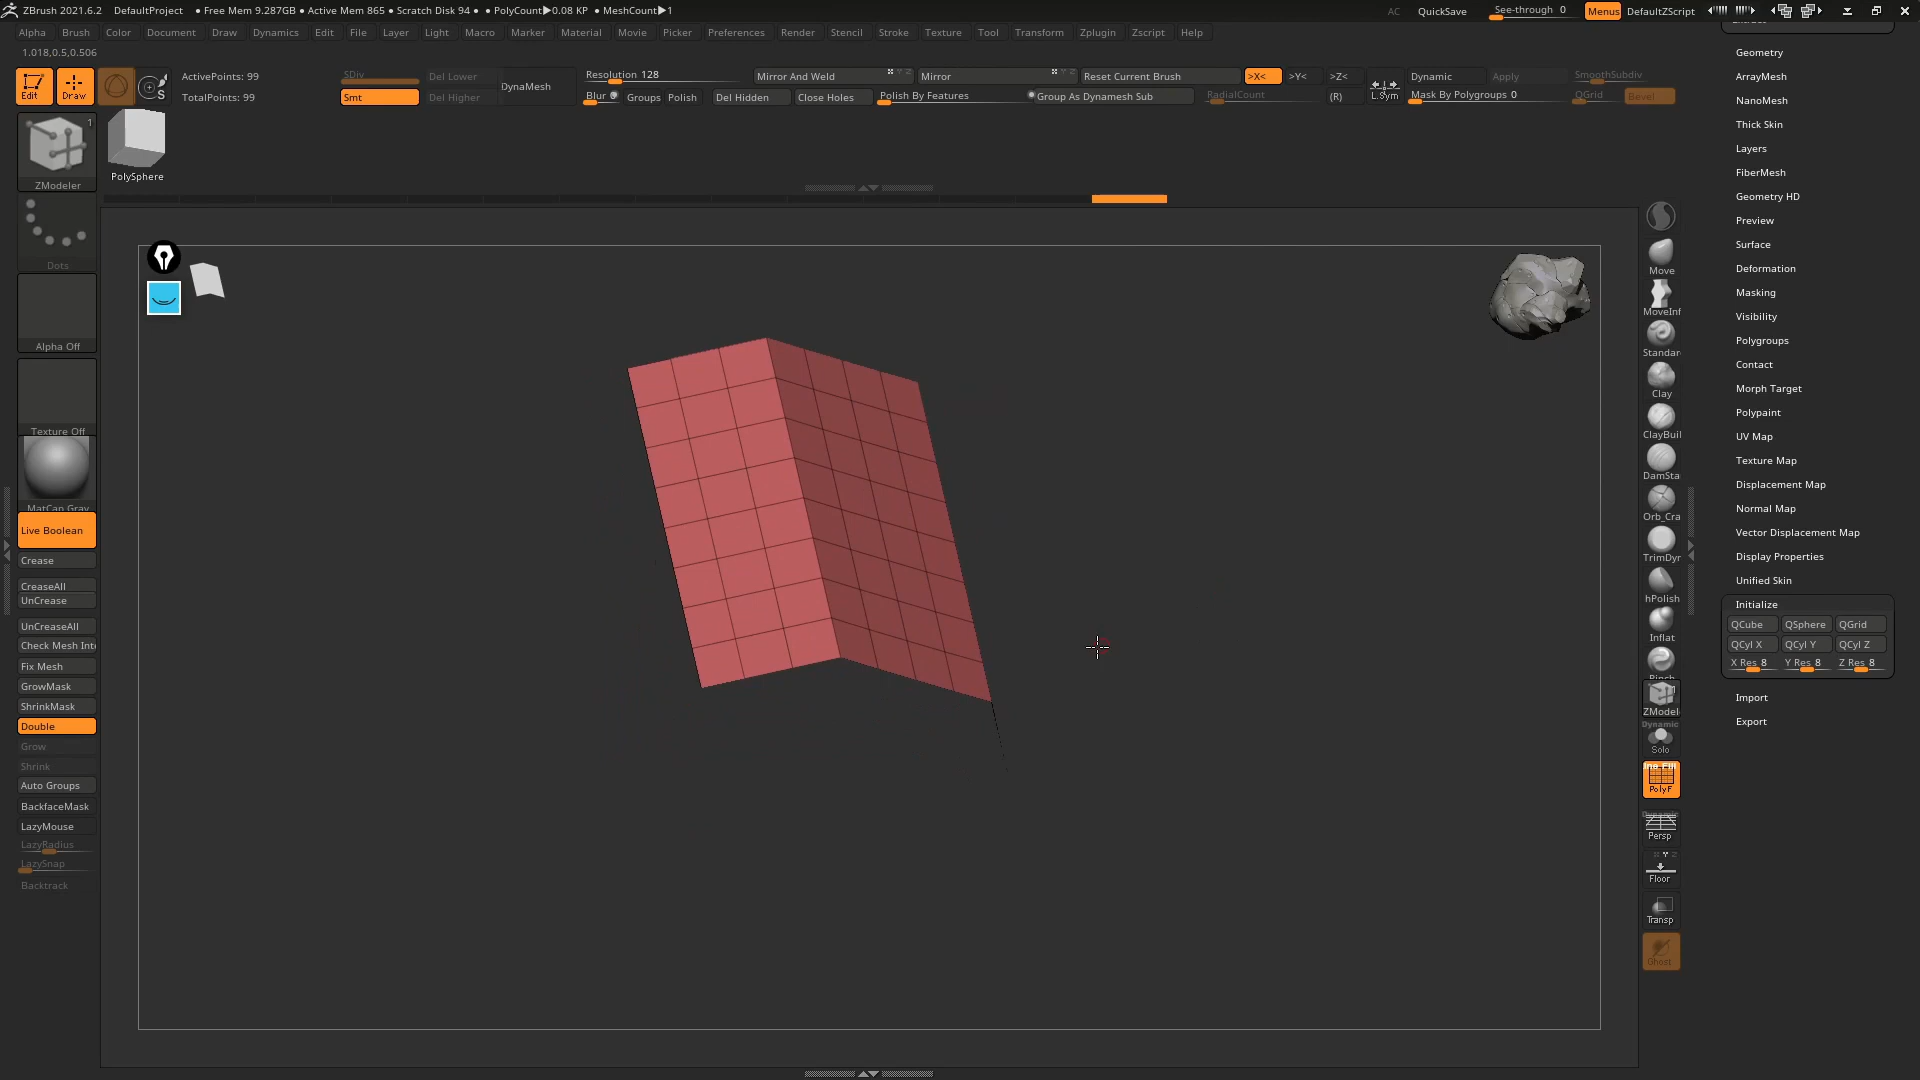 ZBrush 2021.6.2 DefaultProject • Free Mem 9.287GB • Active Mem 865 • Scratch Disk 94 • PolyCount▶0.08 KP • MeshCount▶1 AC QuickSave See-through 0 Menus DefaultZScript
Alpha Brush Color Document Draw Dynamics Edit File Layer Light Macro Marker Material Movie Picker Preferences Render Stencil Stroke Texture Tool Transform Zplugin Zscript Help
1.018,0.5,0.506
Edit
Draw
S
ActivePoints: 99
TotalPoints: 99
SDiv
Smt
Del Lower
Del Higher
DynaMesh
Resolution 128
Blur
Groups
Polish
Mirror And Weld
Del Hidden
Close Holes
Mirror
Polish By Features
Reset Current Brush
Group As Dynamesh Sub
>X<
>Y<
>Z<
RadialCount
(R)
L.Sym
Dynamic
Apply
Mask By Polygroups 0
SmoothSubdiv
QGrid
Bevel
1
ZModeler
PolySphere
Dots
Alpha Off
Texture Off
MatCap Gray
Live Boolean
Crease
CreaseAll
UnCrease
UnCreaseAll
Check Mesh Int
Fix Mesh
GrowMask
ShrinkMask
Double
Grow
Shrink
Auto Groups
BackfaceMask
LazyMouse
LazyRadius
LazySnap
Backtrack
Move
MoveInf
Standar
Clay
ClayBuil
DamSta
Orb_Cra
TrimDyn
hPolish
Inflat
Pinch
ZModel
Dynamic
Solo
PolyF
Dynamic
Persp
Floor
Transp
Ghost
Geometry
ArrayMesh
NanoMesh
Thick Skin
Layers
FiberMesh
Geometry HD
Preview
Surface
Deformation
Masking
Visibility
Polygroups
Contact
Morph Target
Polypaint
UV Map
Texture Map
Displacement Map
Normal Map
Vector Displacement Map
Display Properties
Unified Skin
Initialize
QCube QSphere QGrid
QCyl X QCyl Y QCyl Z
X Res 8 Y Res 8 Z Res 8
Import
Export